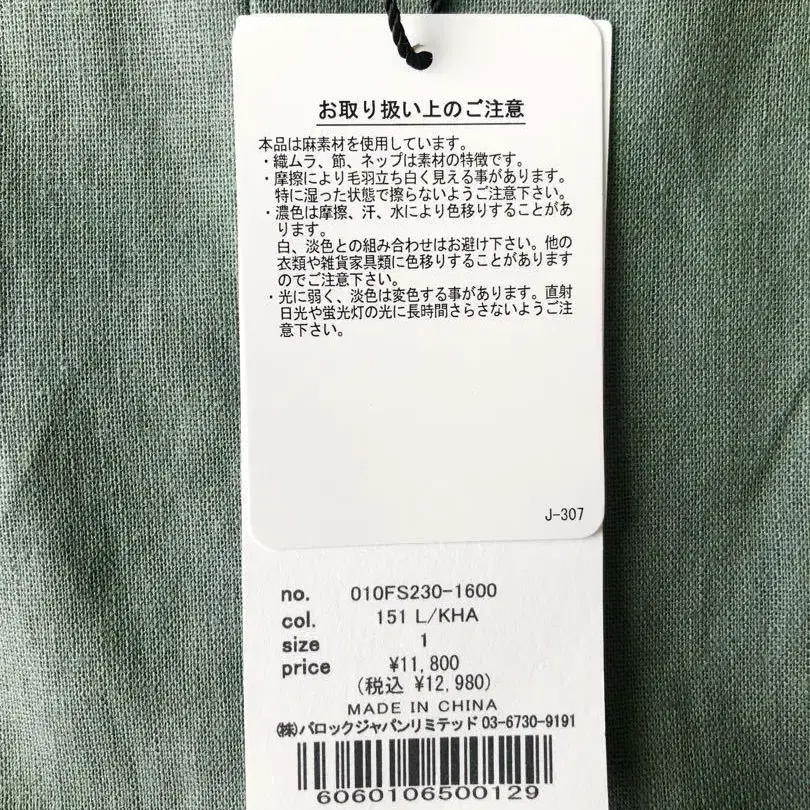 お取り扱い上のご注意
本品は麻素材を使用しています。
・織ムラ、節、ネップは素材の特徴です。
・摩擦により毛羽立ち白く見える事があります。
特に湿った状態で擦らないようご注意下さい。
・濃色は摩擦、汗、水により色移りすることがあ
ります。
白、淡色との組み合わせはお避け下さい。他の
衣類や雑貨家具類に色移りすることがあります
のでご注意下さい。
・光に弱く、淡色は変色する事があります。直射
日光や蛍光灯の光に長時間さらさないようご注
意下さい。
J-307
no. 010FS230-1600
col. 151 L/KHA
size 1
price ¥11,800
(税込 ¥12,980)
MADE IN CHINA
㈱バロックジャパンリミテッド 03-6730-9191
6060106500129